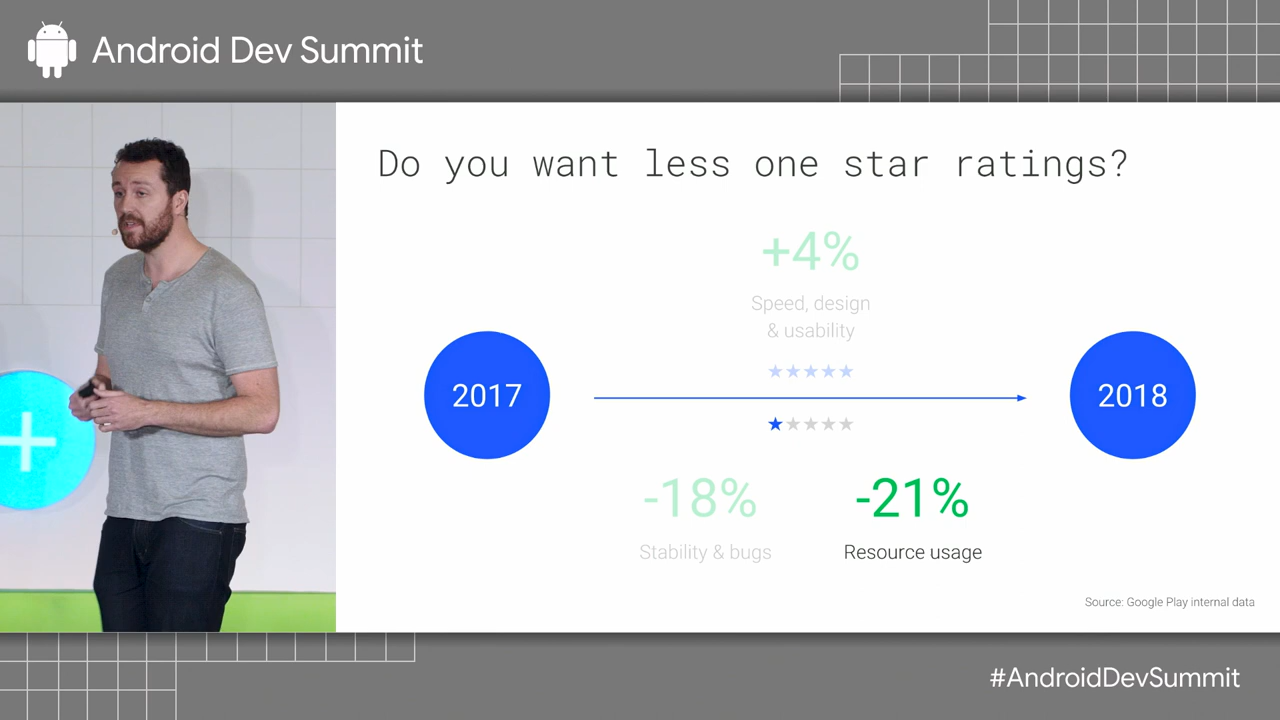 Android Dev Summit
Do you want less one star ratings?
+4%
Speed, design
& usability
2017
2018
-18%
-21%
Stability & bugs
Resource usage
Source: Google Play internal data
#AndroidDevSummit